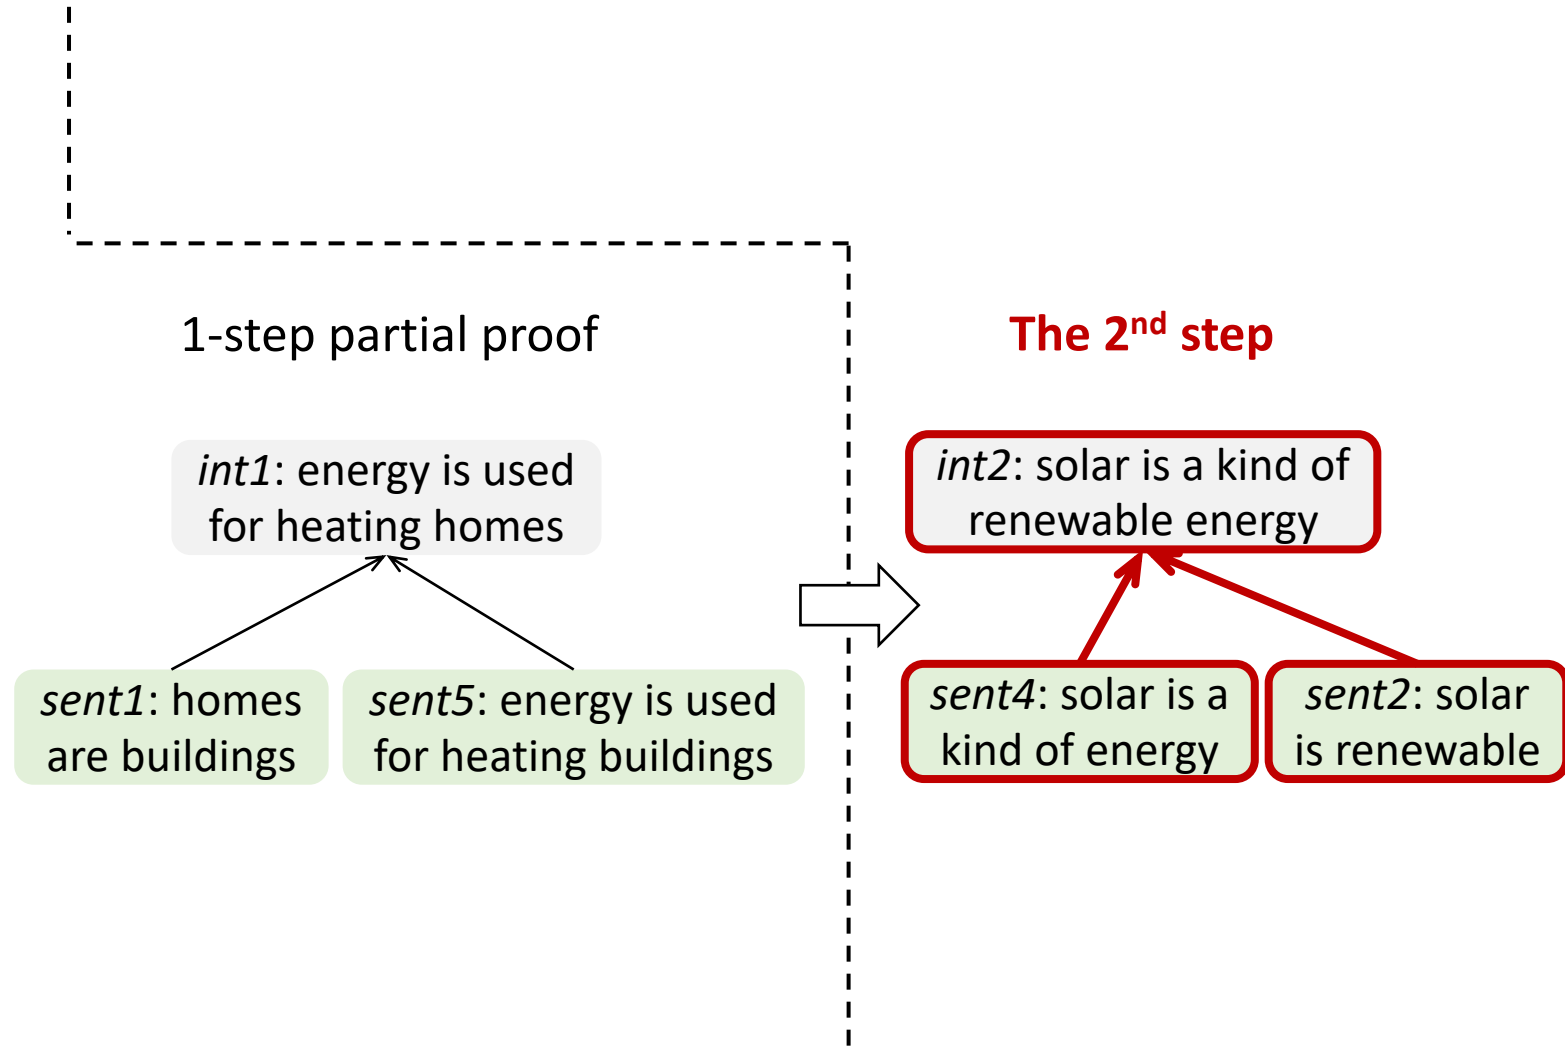 1-step partial proof
The 2nd step
int1: energy is used
for heating homes
int2: solar is a kind of
renewable energy
sent1: homes
are buildings
sent5: energy is used
for heating buildings
sent4: solar is a
kind of energy
sent2: solar
is renewable